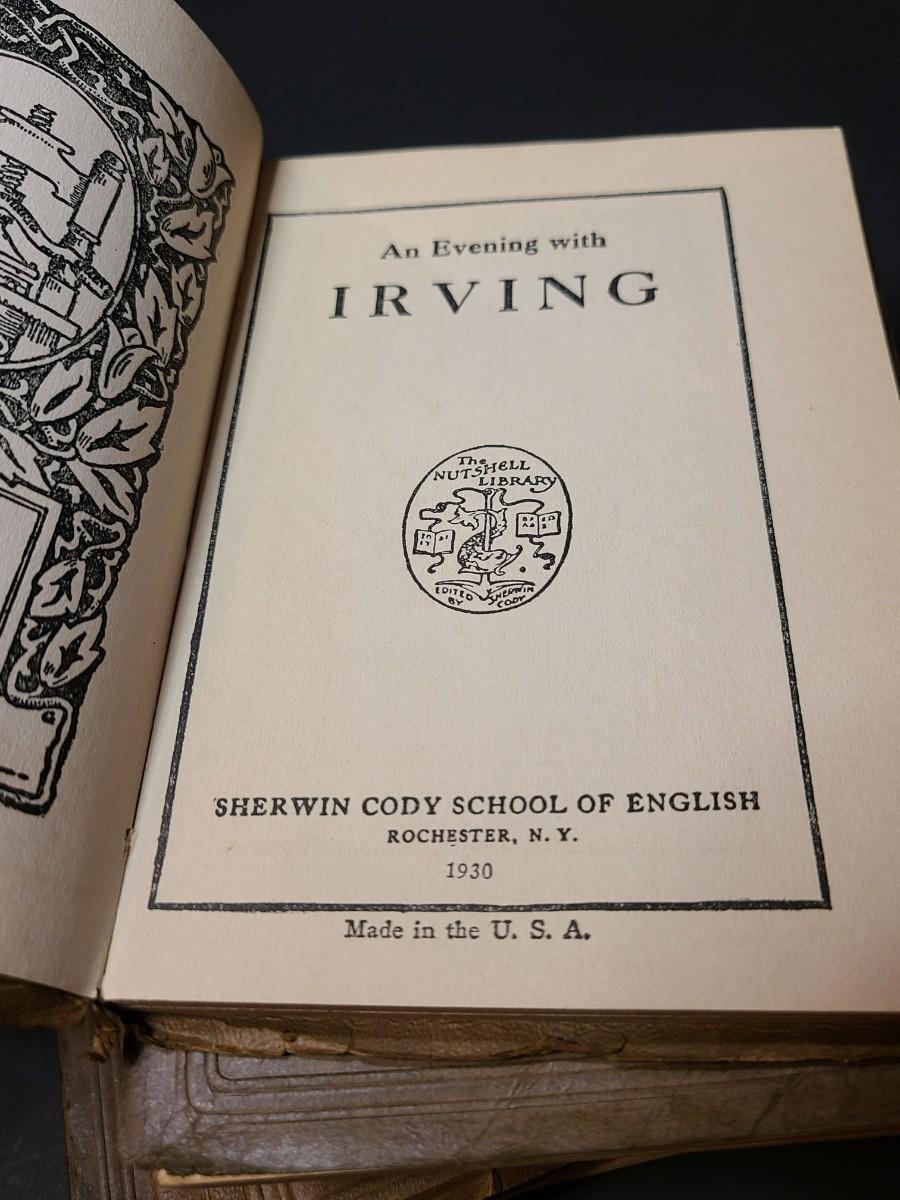 An Evening with
IRVING
The
NUTSHELL
LIBRARY
EDITED
BY
SHERWIN
CODY
SHERWIN CODY SCHOOL OF ENGLISH
ROCHESTER, N. Y.
1930
Made in the U. S. A.